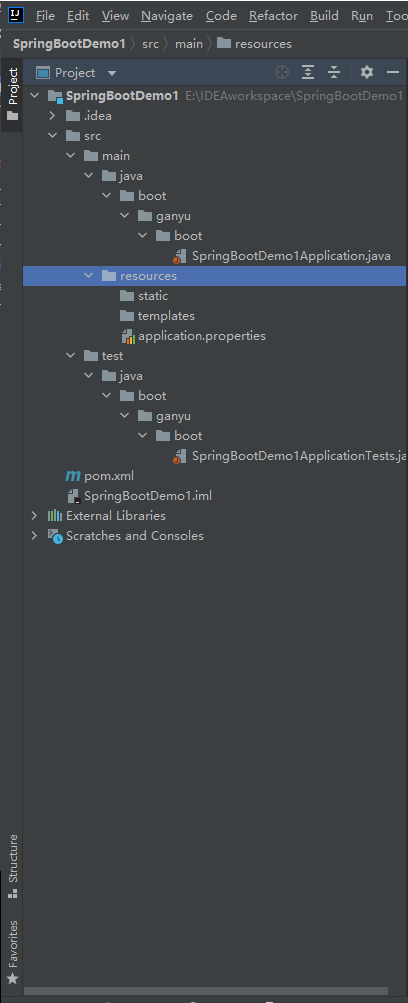 IJ File Edit View Navigate Code Refactor Build Run Tools
SpringBootDemo1 src main resources
Project
Project
SpringBootDemo1 E:\IDEAworkspace\SpringBootDemo1
.idea
src
main
java
boot
ganyu
boot
SpringBootDemo1Application.java
resources
static
templates
application.properties
test
java
boot
ganyu
boot
SpringBootDemo1ApplicationTests.ja
pom.xml
SpringBootDemo1.iml
External Libraries
Scratches and Consoles
Structure
Favorites